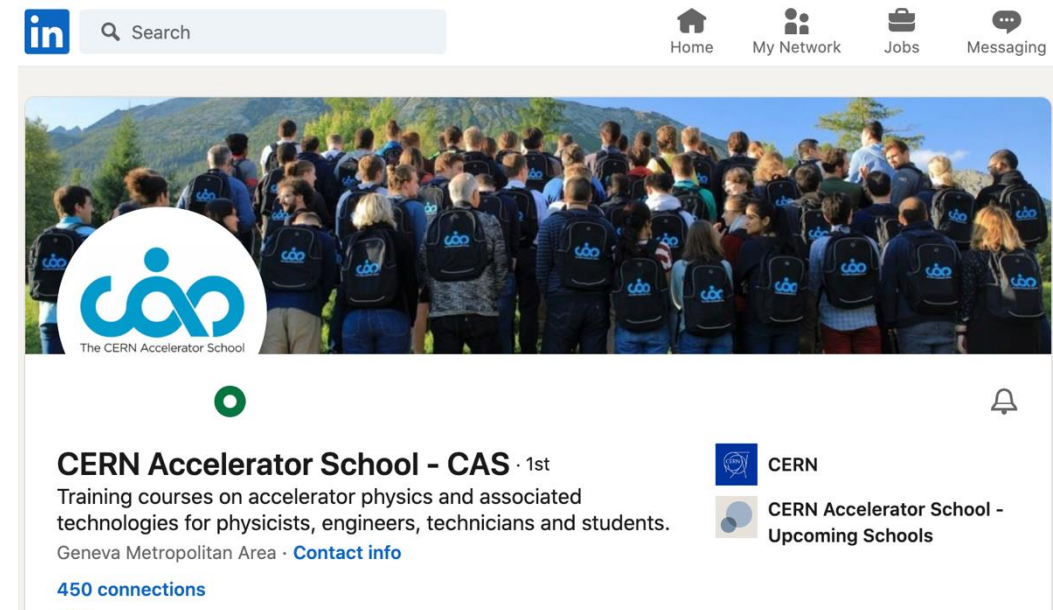 in
Search
Home
My Network
Jobs
Messaging
The CERN Accelerator School
CERN Accelerator School - CAS · 1st
Training courses on accelerator physics and associated
technologies for physicists, engineers, technicians and students.
Geneva Metropolitan Area · Contact info
450 connections
CERN
CERN Accelerator School -
Upcoming Schools